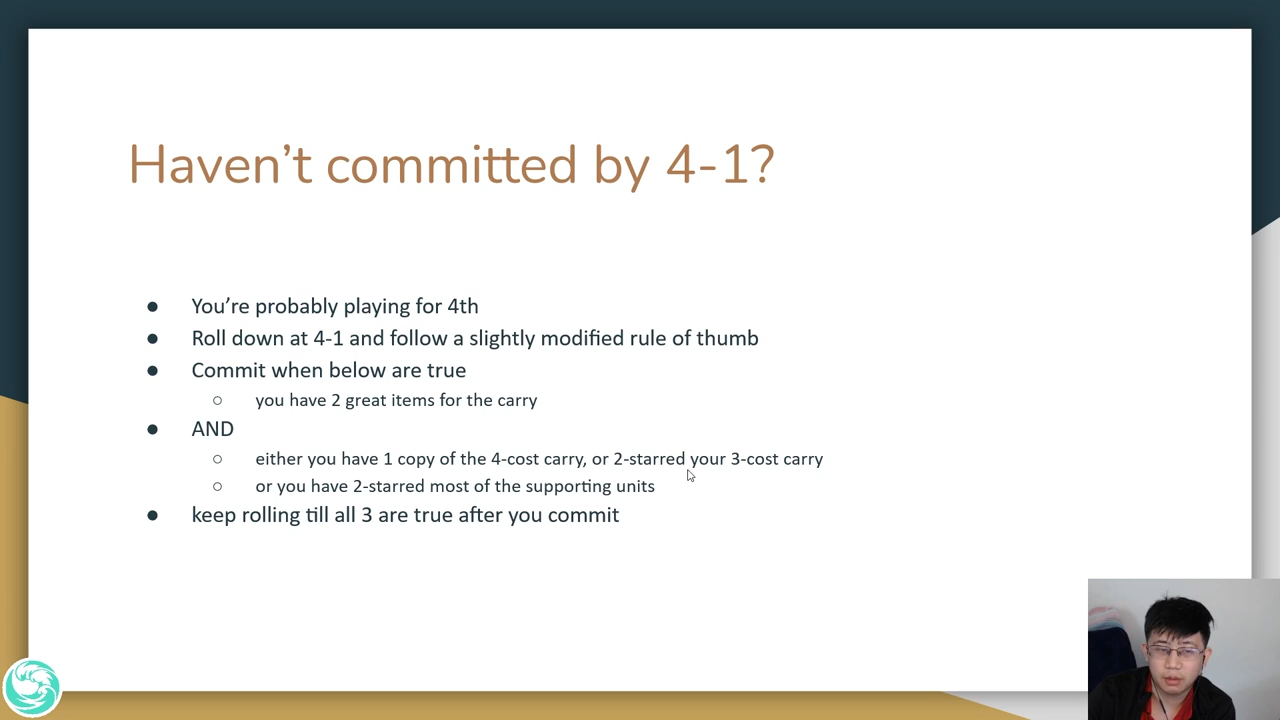 Haven’t committed by 4-1?
● You’re probably playing for 4th
● Roll down at 4-1 and follow a slightly modified rule of thumb
● Commit when below are true
○ you have 2 great items for the carry
● AND
○ either you have 1 copy of the 4-cost carry, or 2-starred your 3-cost carry
○ or you have 2-starred most of the supporting units
● keep rolling till all 3 are true after you commit